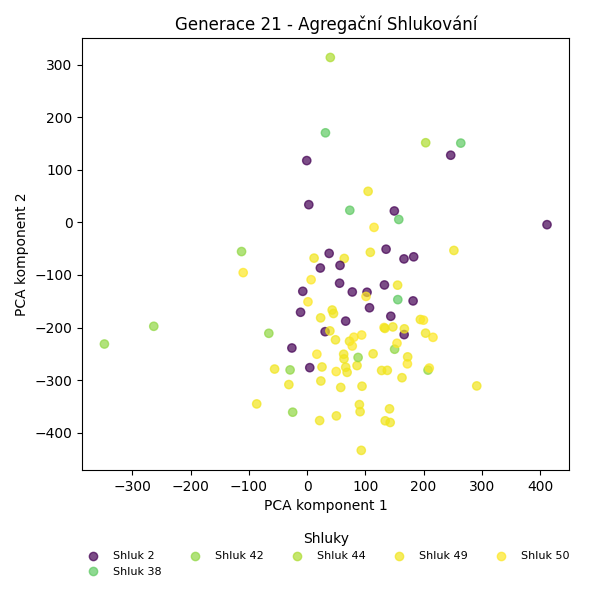 Generace 21 - Agregační Shlukování
PCA komponent 2
300
200
100
0
−100
−200
−300
−400
−300 −200 −100 0 100 200 300 400
PCA komponent 1
Shluky
Shluk 2 Shluk 42 Shluk 44 Shluk 49 Shluk 50
Shluk 38